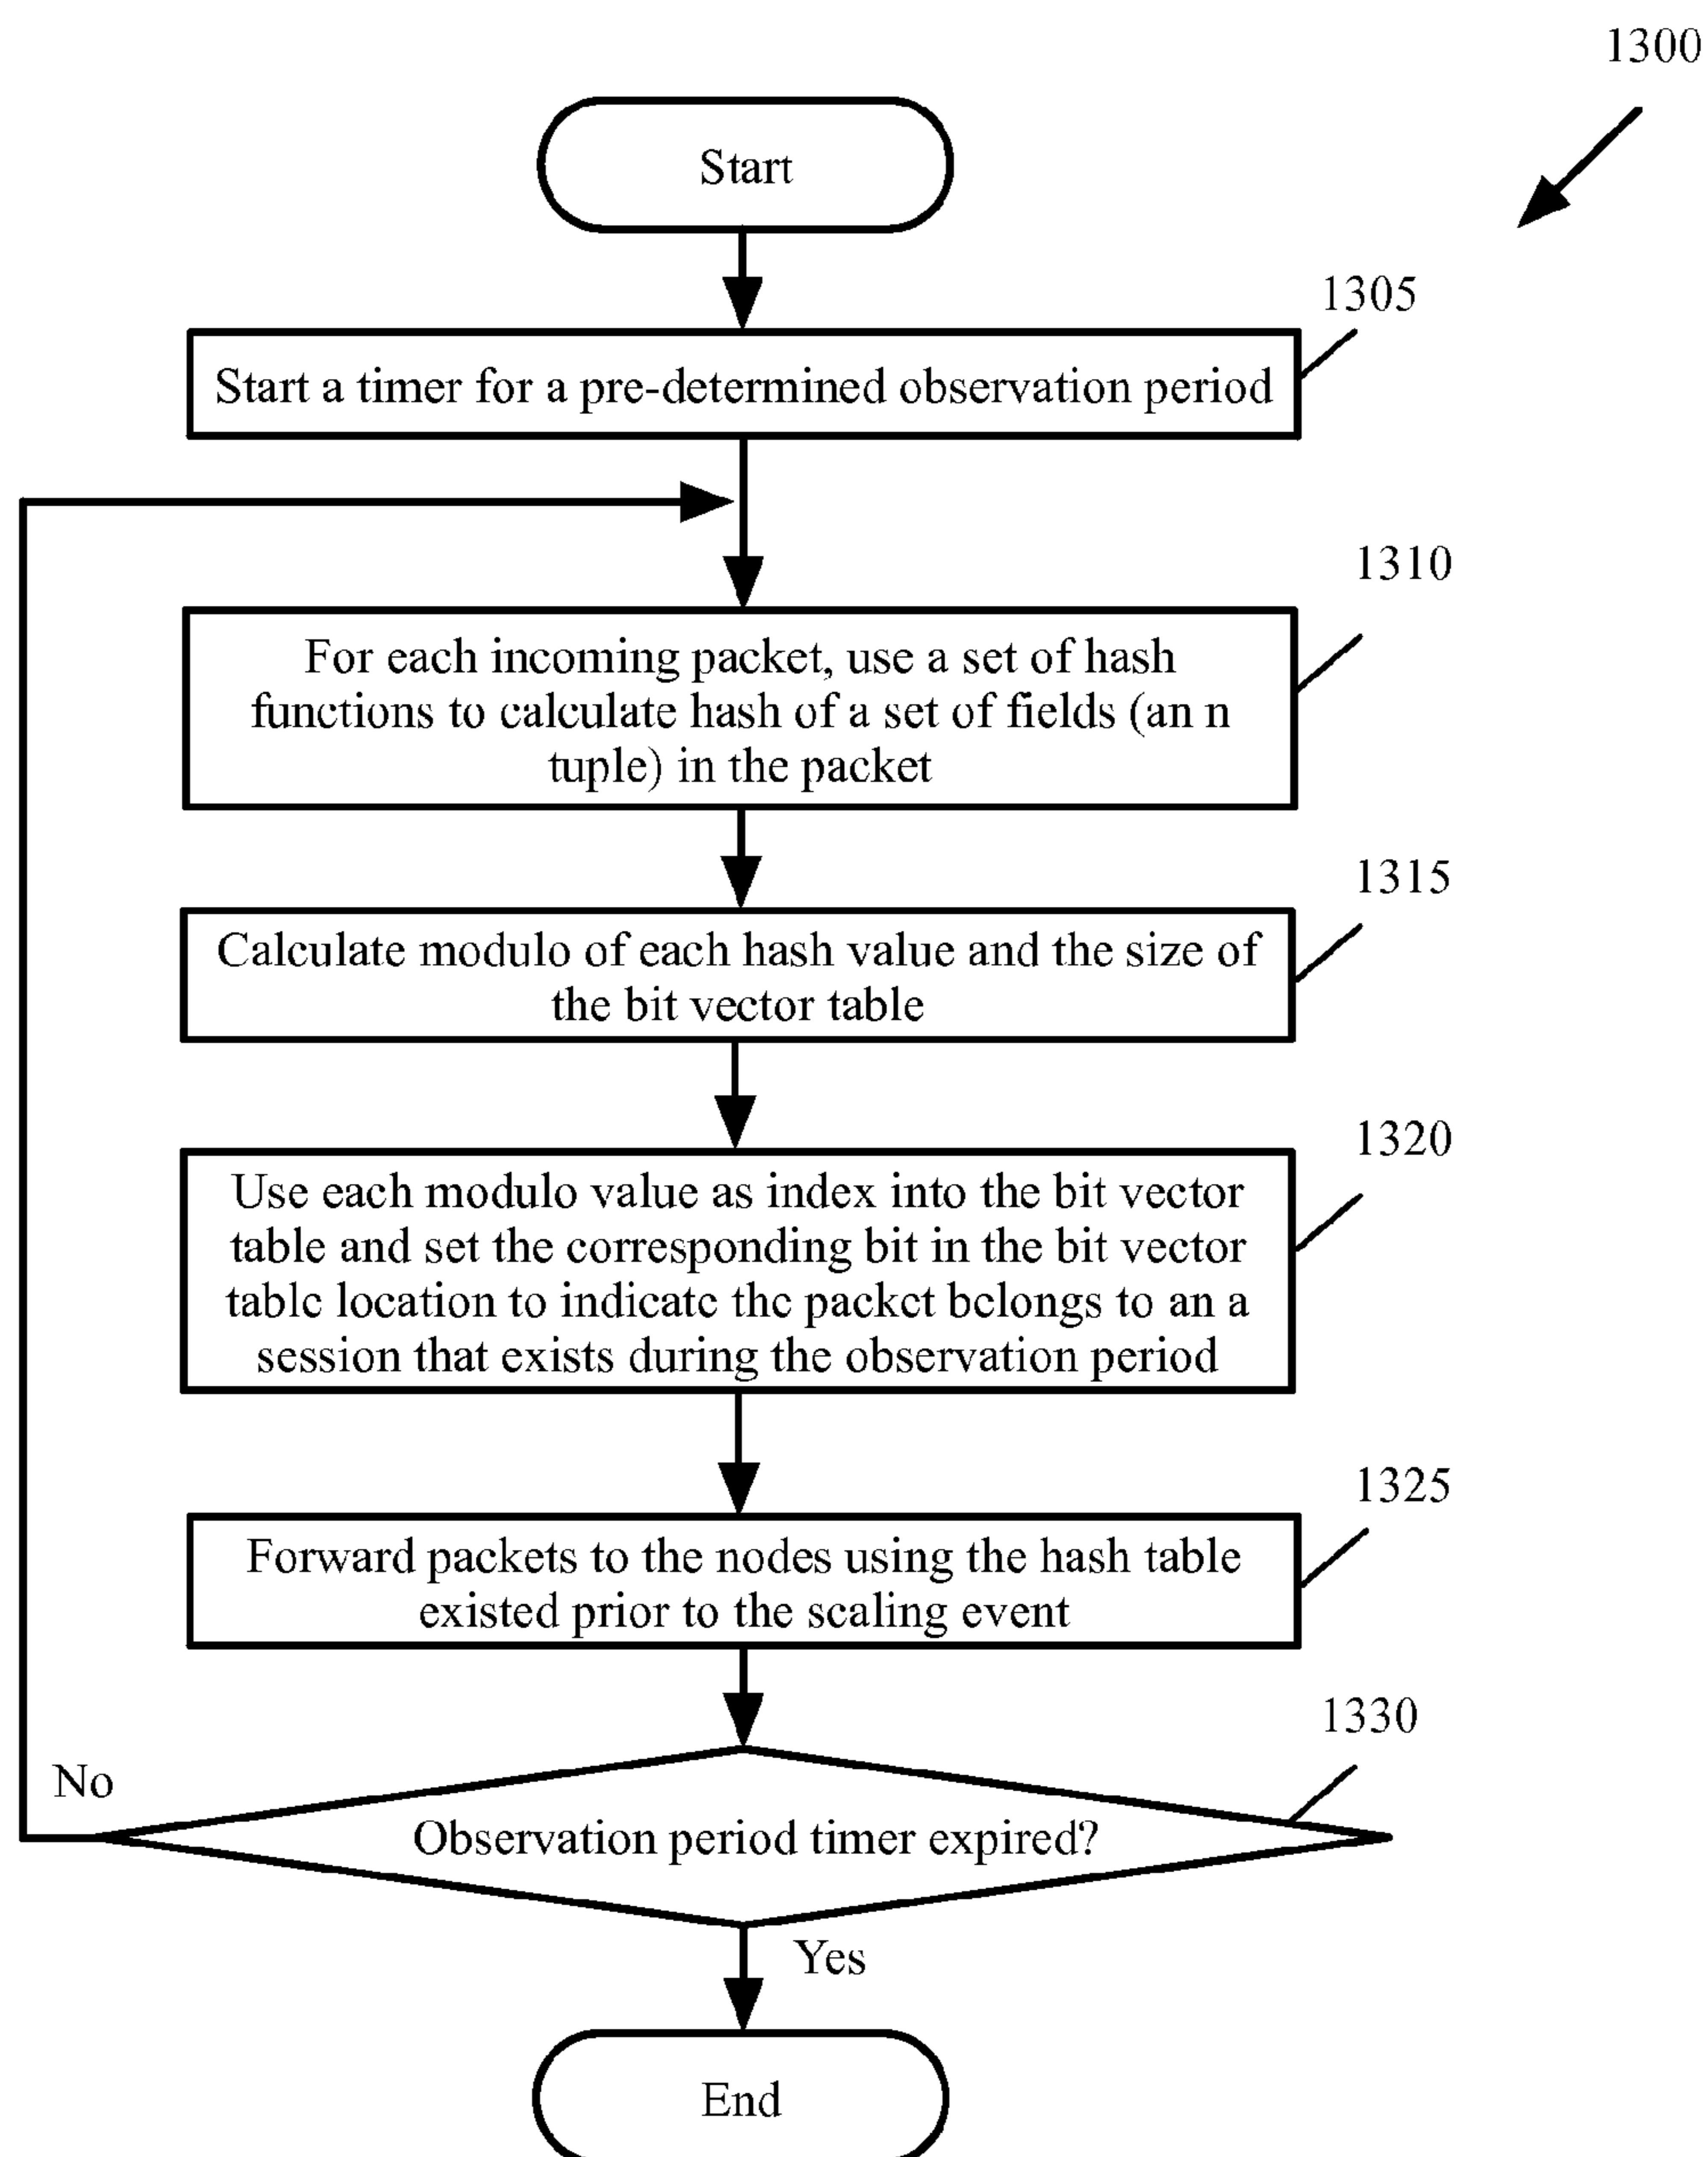 1300
Start
1305
Start a timer for a pre-determined observation period
1310
For each incoming packet, use a set of hash
functions to calculate hash of a set of fields (an n
tuple) in the packet
1315
Calculate modulo of each hash value and the size of
the bit vector table
1320
Use each modulo value as index into the bit vector
table and set the corresponding bit in the bit vector
table location to indicate the packet belongs to an a
session that exists during the observation period
1325
Forward packets to the nodes using the hash table
existed prior to the scaling event
1330
No
Observation period timer expired?
Yes
End